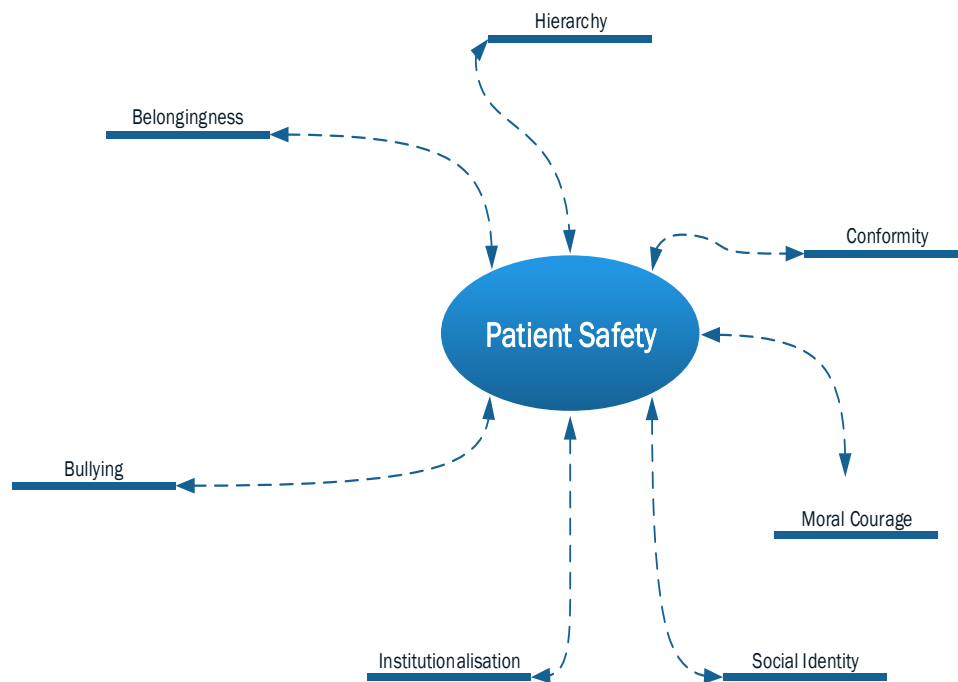 Hierarchy
Belongingness
Conformity
Patient Safety
Bullying
Moral Courage
Institutionalisation
Social Identity